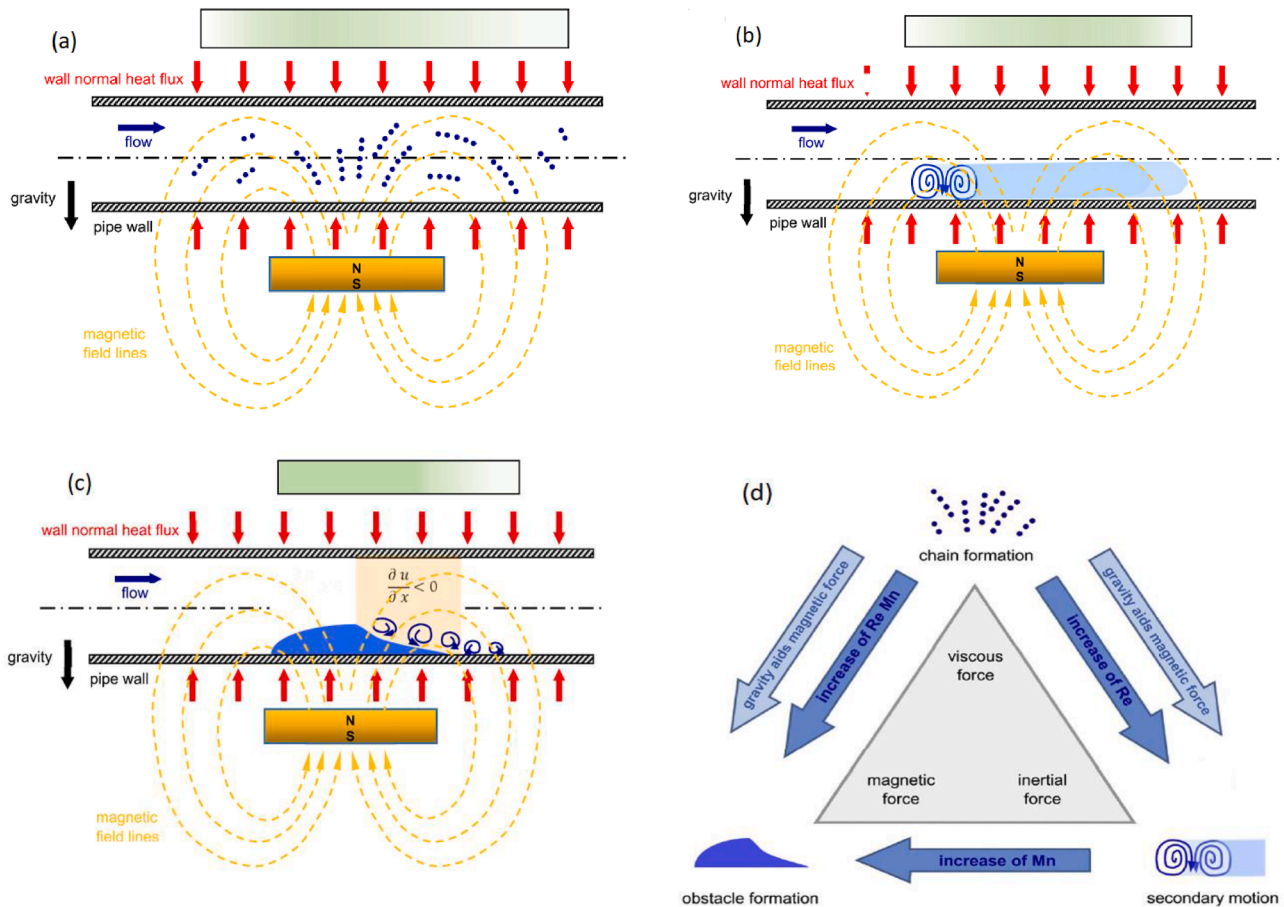 (a)
wall normal heat flux
flow
gravity
pipe wall
N
S
magnetic
field lines
(b)
wall normal heat flux
flow
gravity
pipe wall
N
S
magnetic
field lines
(c)
wall normal heat flux
∂u
∂x
<0
flow
gravity
pipe wall
N
S
magnetic
field lines
(d)
chain formation
gravity aids magnetic force
increase of Re Mn
increase of Re
gravity aids magnetic force
viscous
force
magnetic
force
inertial
force
increase of Mn
obstacle formation
secondary motion